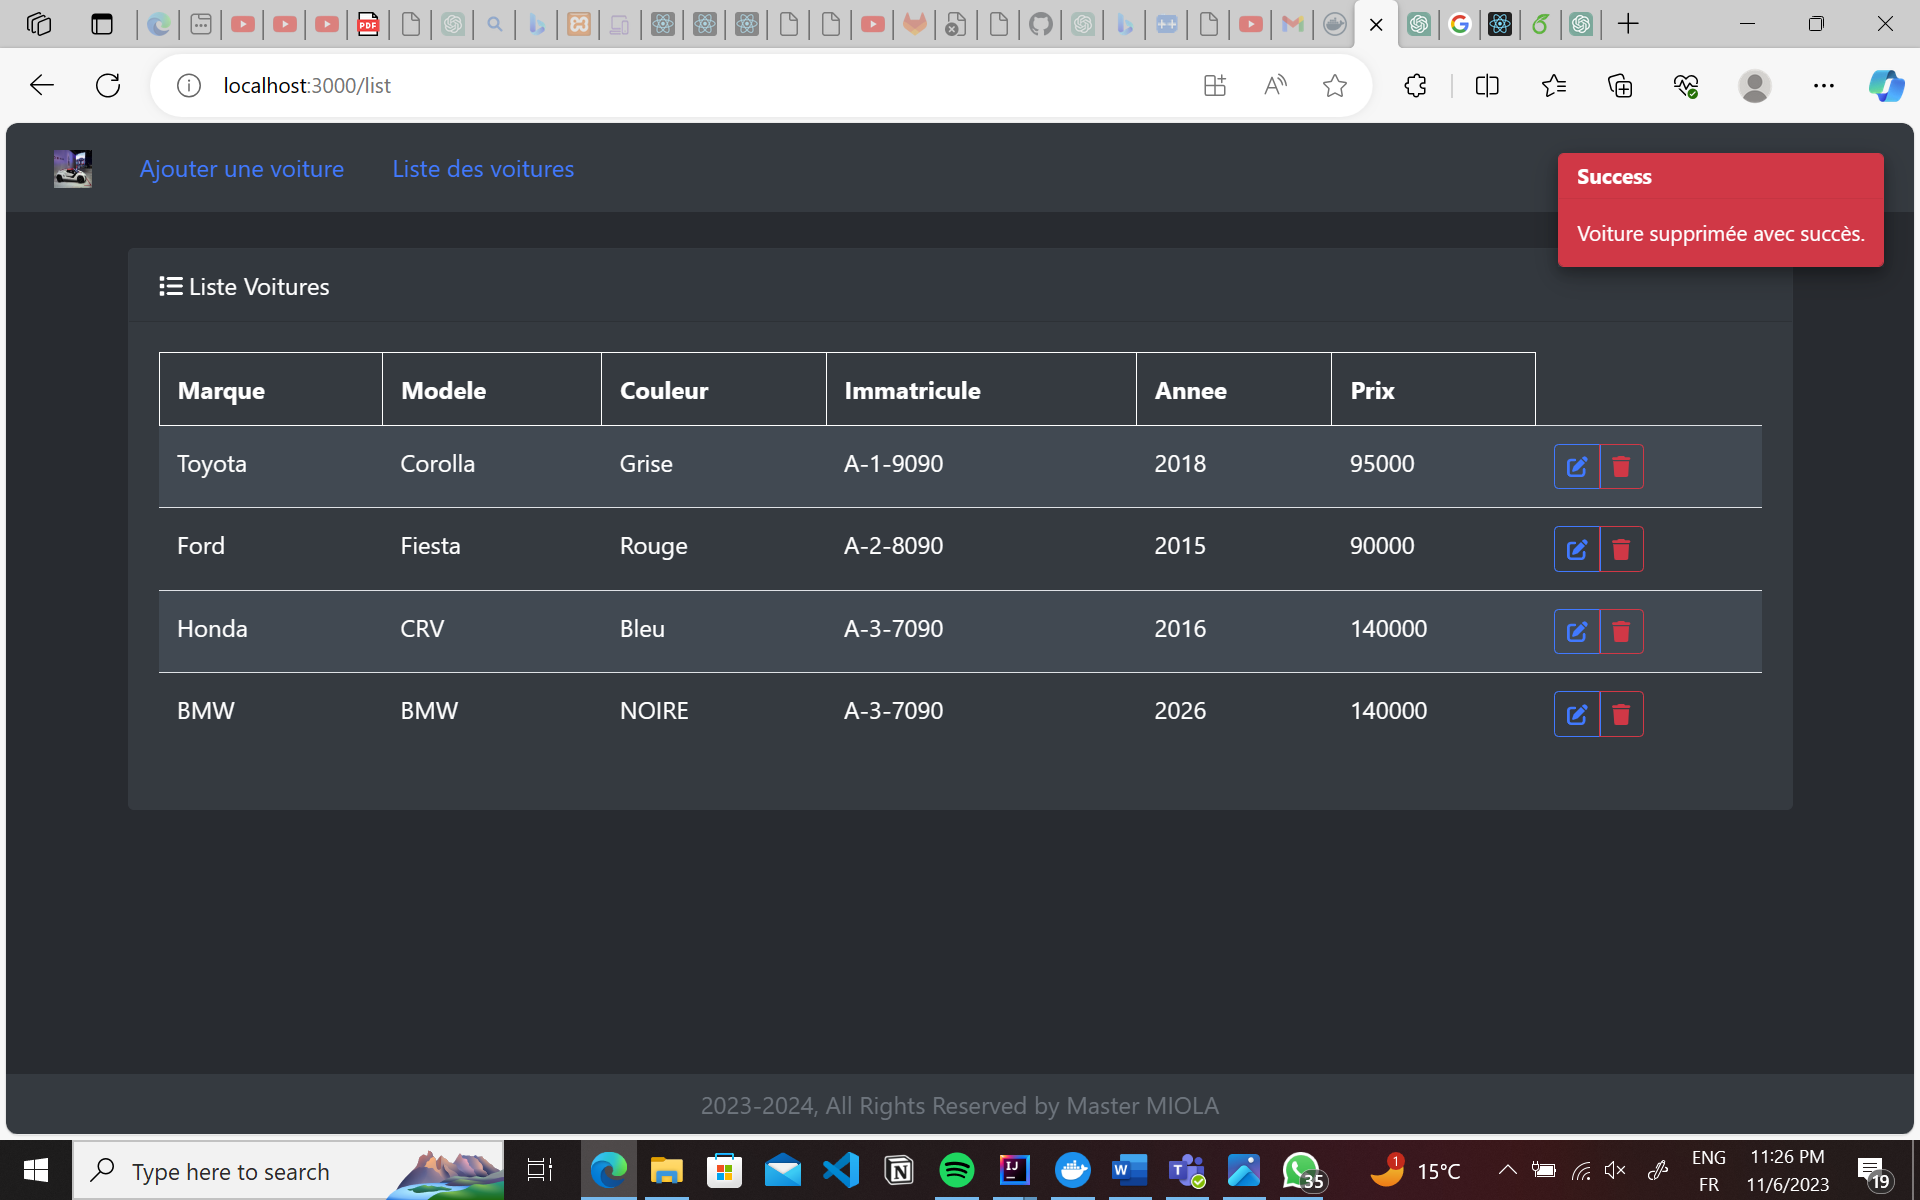 localhost:3000/list
Ajouter une voiture Liste des voitures
Success
Voiture supprimée avec succès.
Liste Voitures
Marque Modele Couleur Immatricule Annee Prix
Toyota Corolla Grise A-1-9090 2018 95000
Ford Fiesta Rouge A-2-8090 2015 90000
Honda CRV Bleu A-3-7090 2016 140000
BMW BMW NOIRE A-3-7090 2026 140000
2023-2024, All Rights Reserved by Master MIOLA
Type here to search
35
1
15°C
ENG
FR
11:26 PM
11/6/2023
19